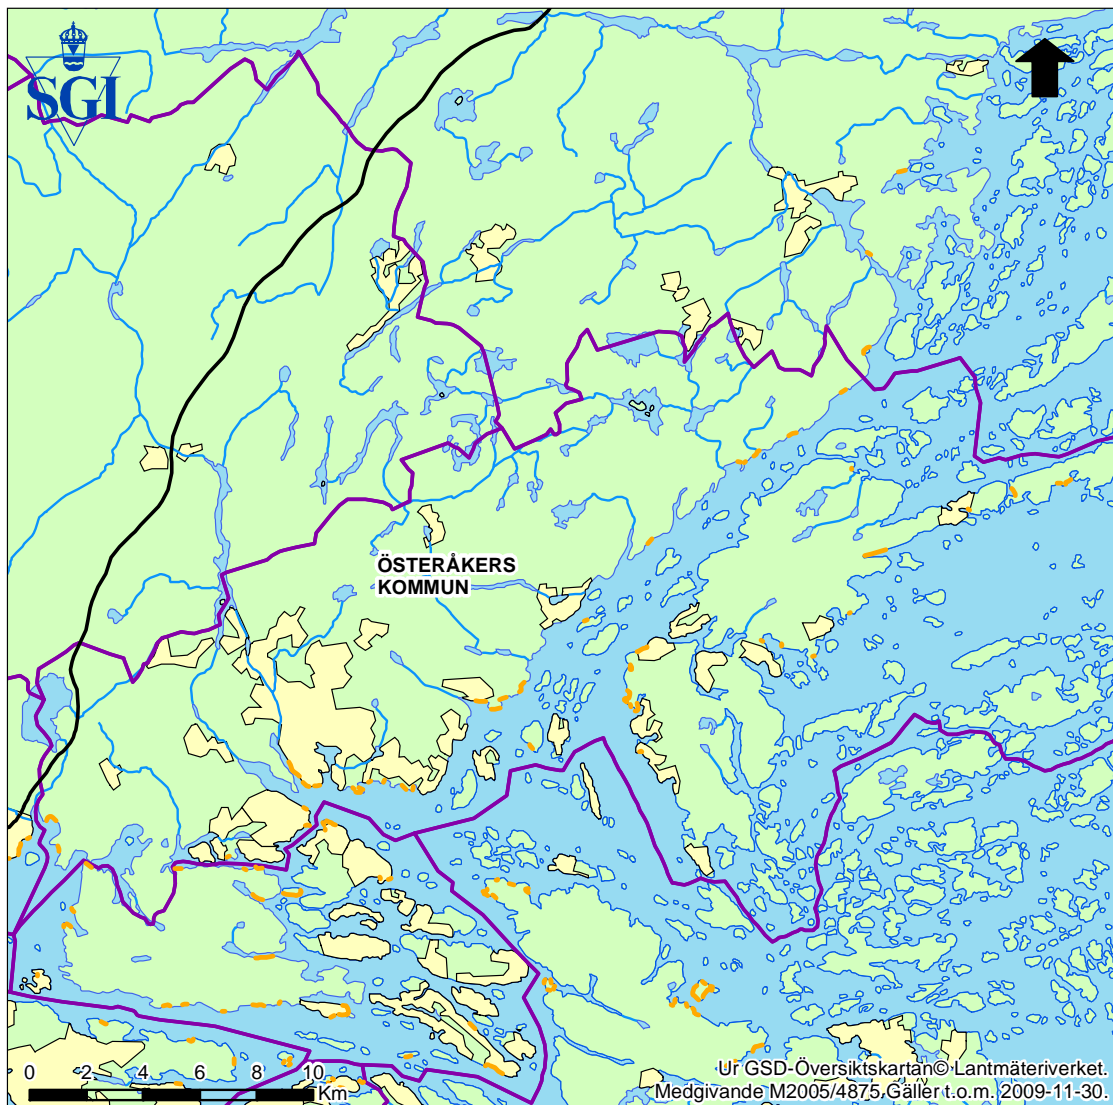 SGI
ÖSTERÅKERS
KOMMUN
0 2 4 6 8 10
Km
Ur GSD-Översiktskartan© Lantmäteriverket.
Medgivande M2005/4875.Gäller t.o.m. 2009-11-30.